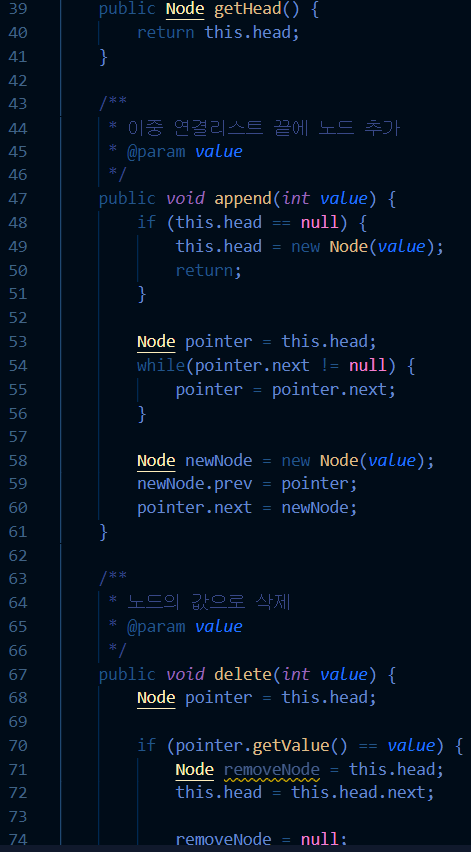 39 public Node getHead() {
40 return this.head;
41 }
42
43 /**
44 * 이중 연결리스트 끝에 노드 추가
45 * @param value
46 */
47 public void append(int value) {
48 if (this.head == null) {
49 this.head = new Node(value);
50 return;
51 }
52
53 Node pointer = this.head;
54 while(pointer.next != null) {
55 pointer = pointer.next;
56 }
57
58 Node newNode = new Node(value);
59 newNode.prev = pointer;
60 pointer.next = newNode;
61 }
62
63 /**
64 * 노드의 값으로 삭제
65 * @param value
66 */
67 public void delete(int value) {
68 Node pointer = this.head;
69
70 if (pointer.getValue() == value) {
71 Node removeNode = this.head;
72 this.head = this.head.next;
73
74 removeNode = null;